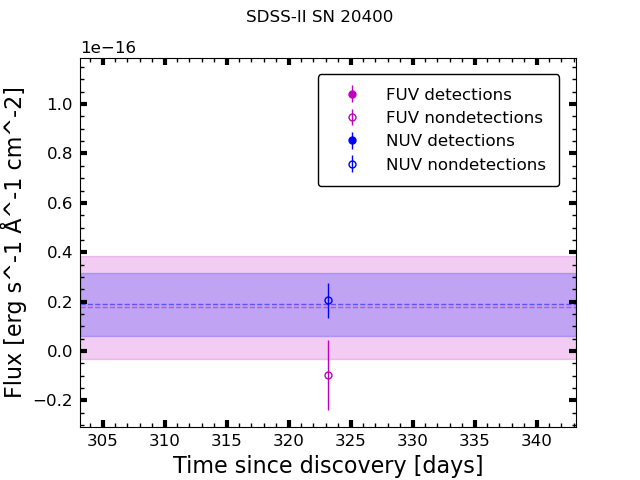 SDSS-II SN 20400
1e−16
1.0
0.8
0.6
0.4
0.2
0.0
−0.2
Flux [erg s^-1 Å^-1 cm^-2]
FUV detections
FUV nondetections
NUV detections
NUV nondetections
305 310 315 320 325 330 335 340
Time since discovery [days]